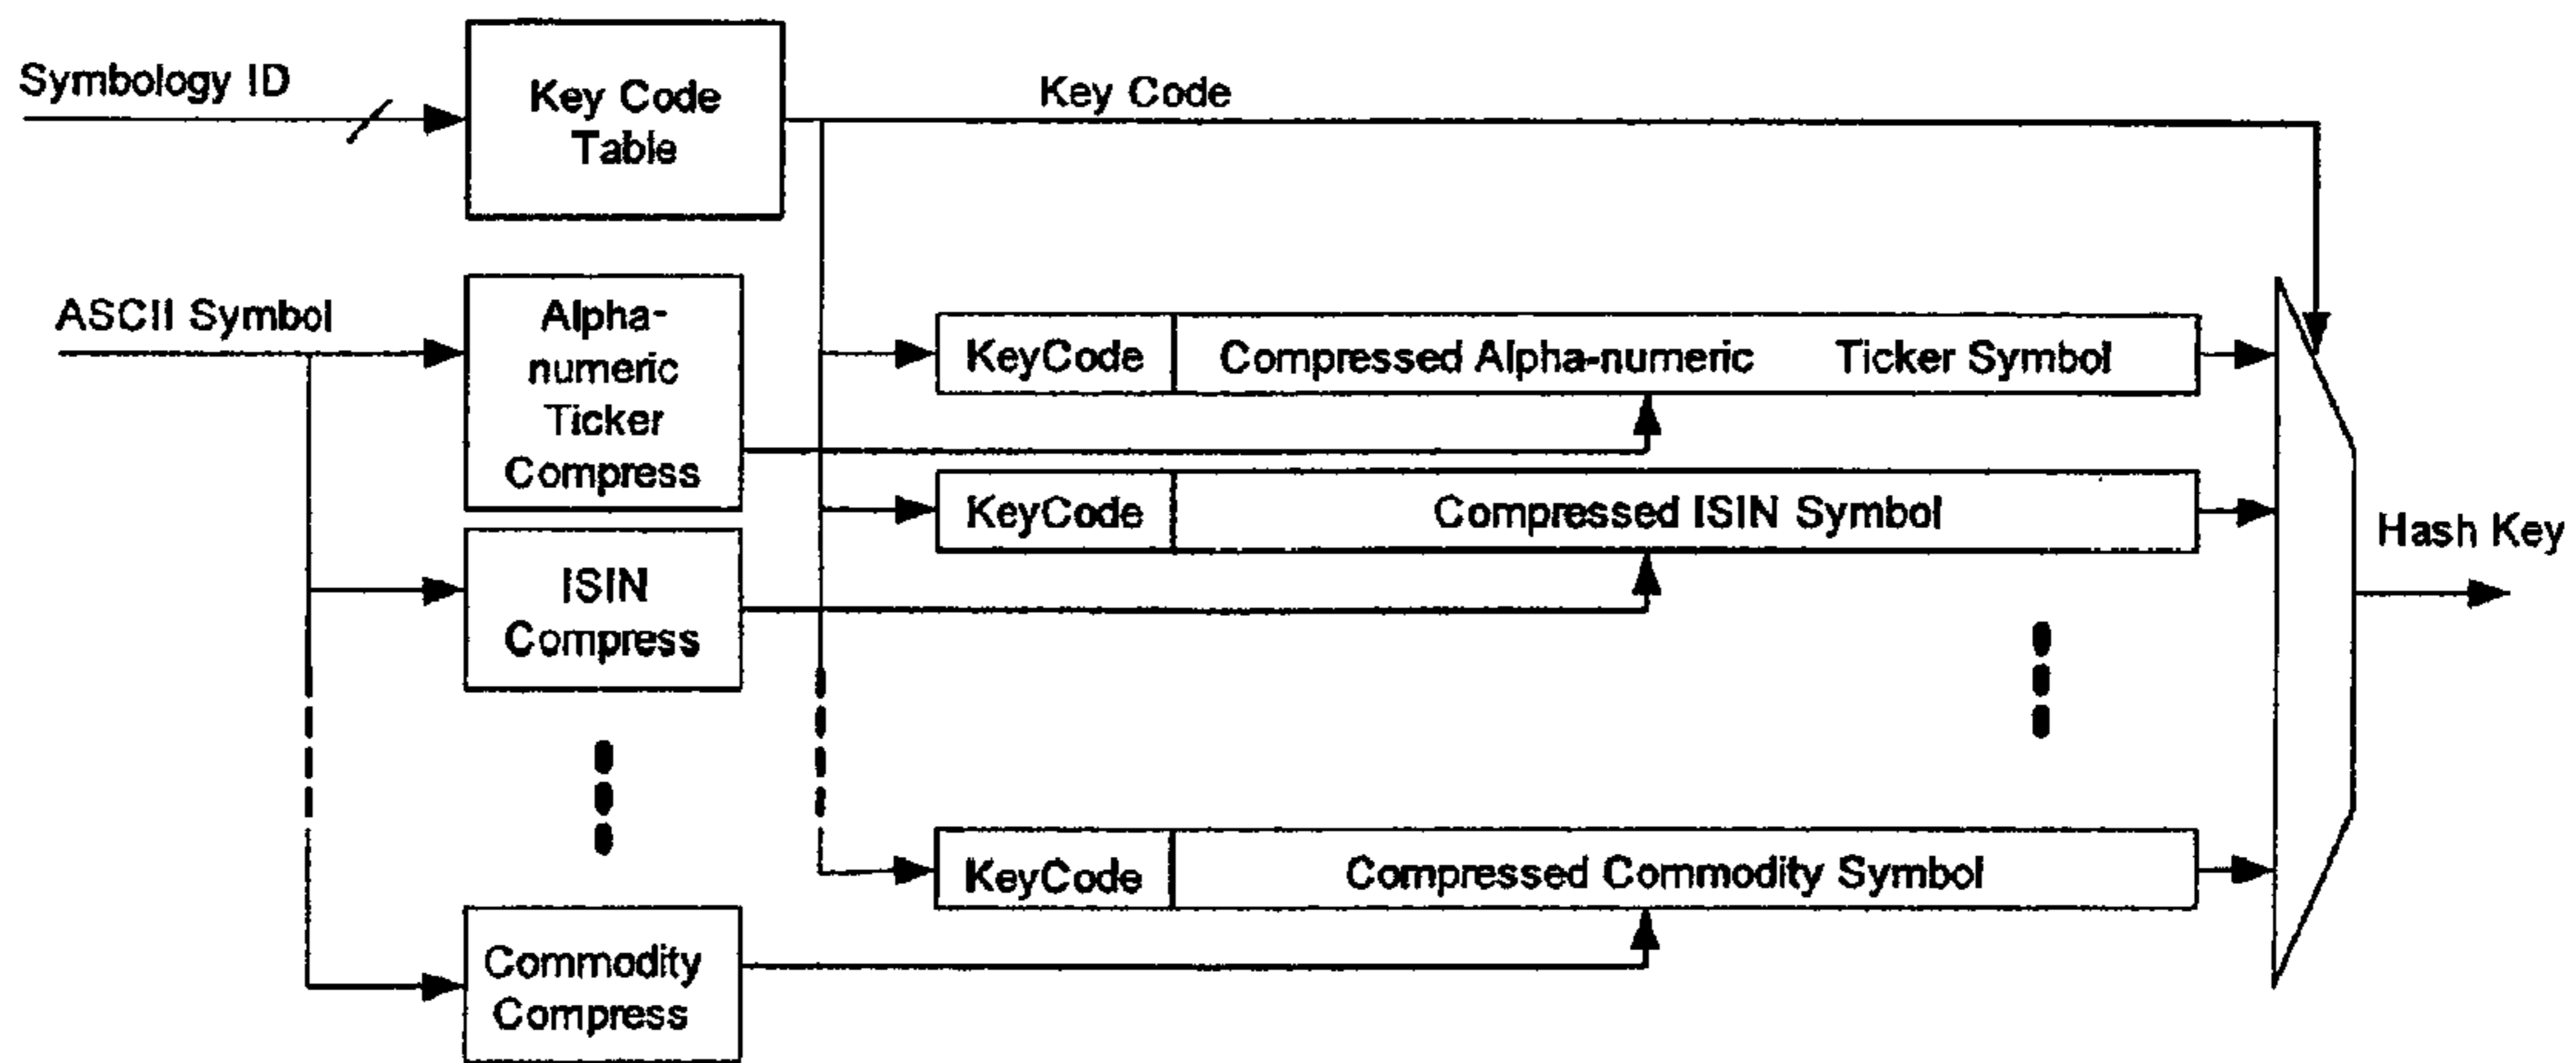 Symbology ID
Key Code
Table
Key Code
ASCII Symbol
Alpha-
numeric
Ticker
Compress
KeyCode
Compressed Alpha-numeric Ticker Symbol
KeyCode
Compressed ISIN Symbol
ISIN
Compress
Hash Key
KeyCode
Compressed Commodity Symbol
Commodity
Compress